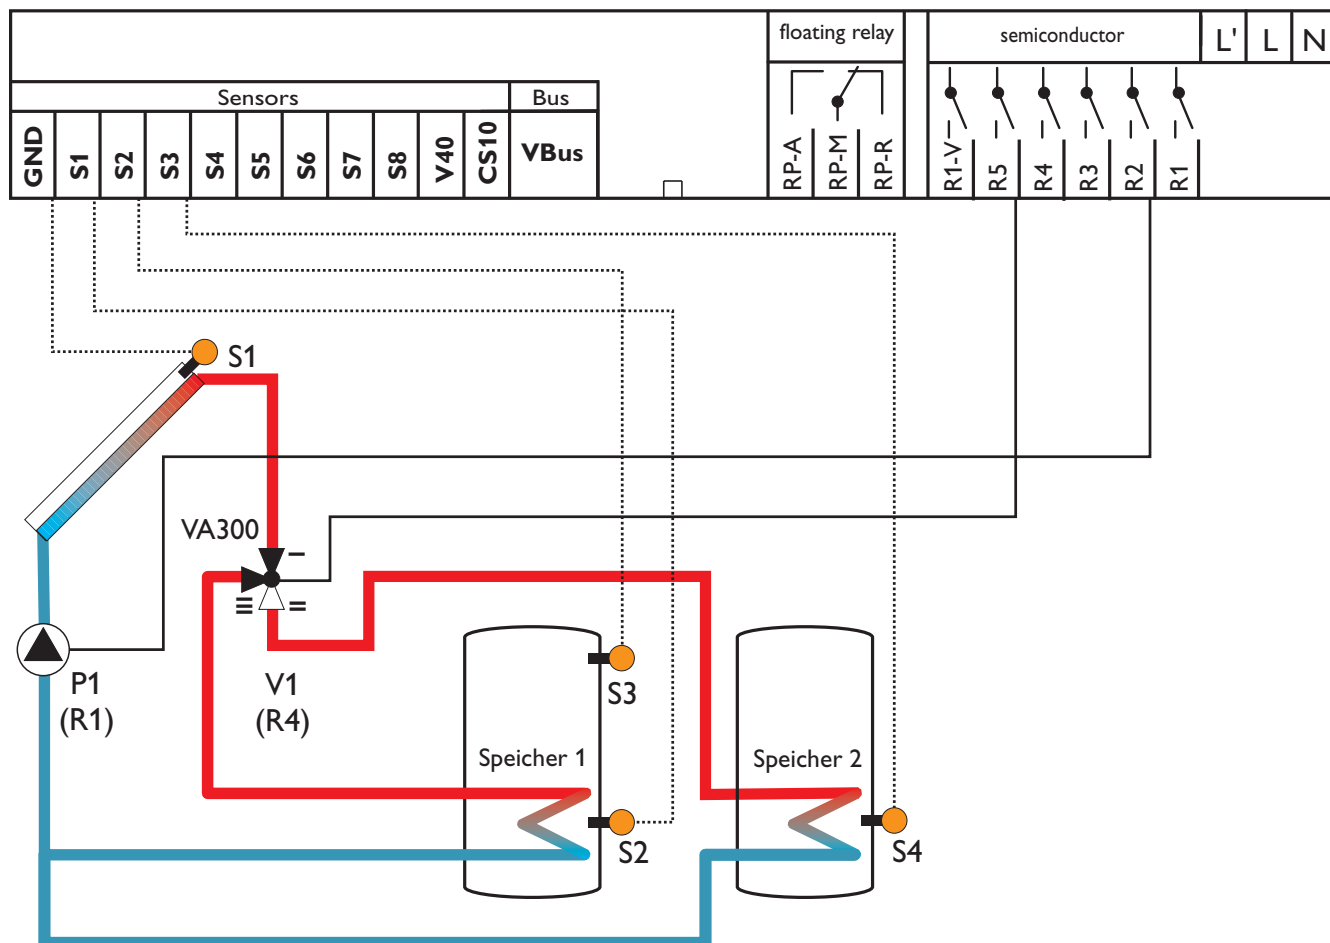 floating relay
semiconductor
L' L N
Sensors
Bus
GND S1 S2 S3 S4 S5 S6 S7 S8 V40 CS10
VBus
RP-A RP-M RP-R
R1-V R5 R4 R3 R2 R1
S1
VA300
P1
(R1)
V1
(R4)
S3
Speicher 1
Speicher 2
S2
S4